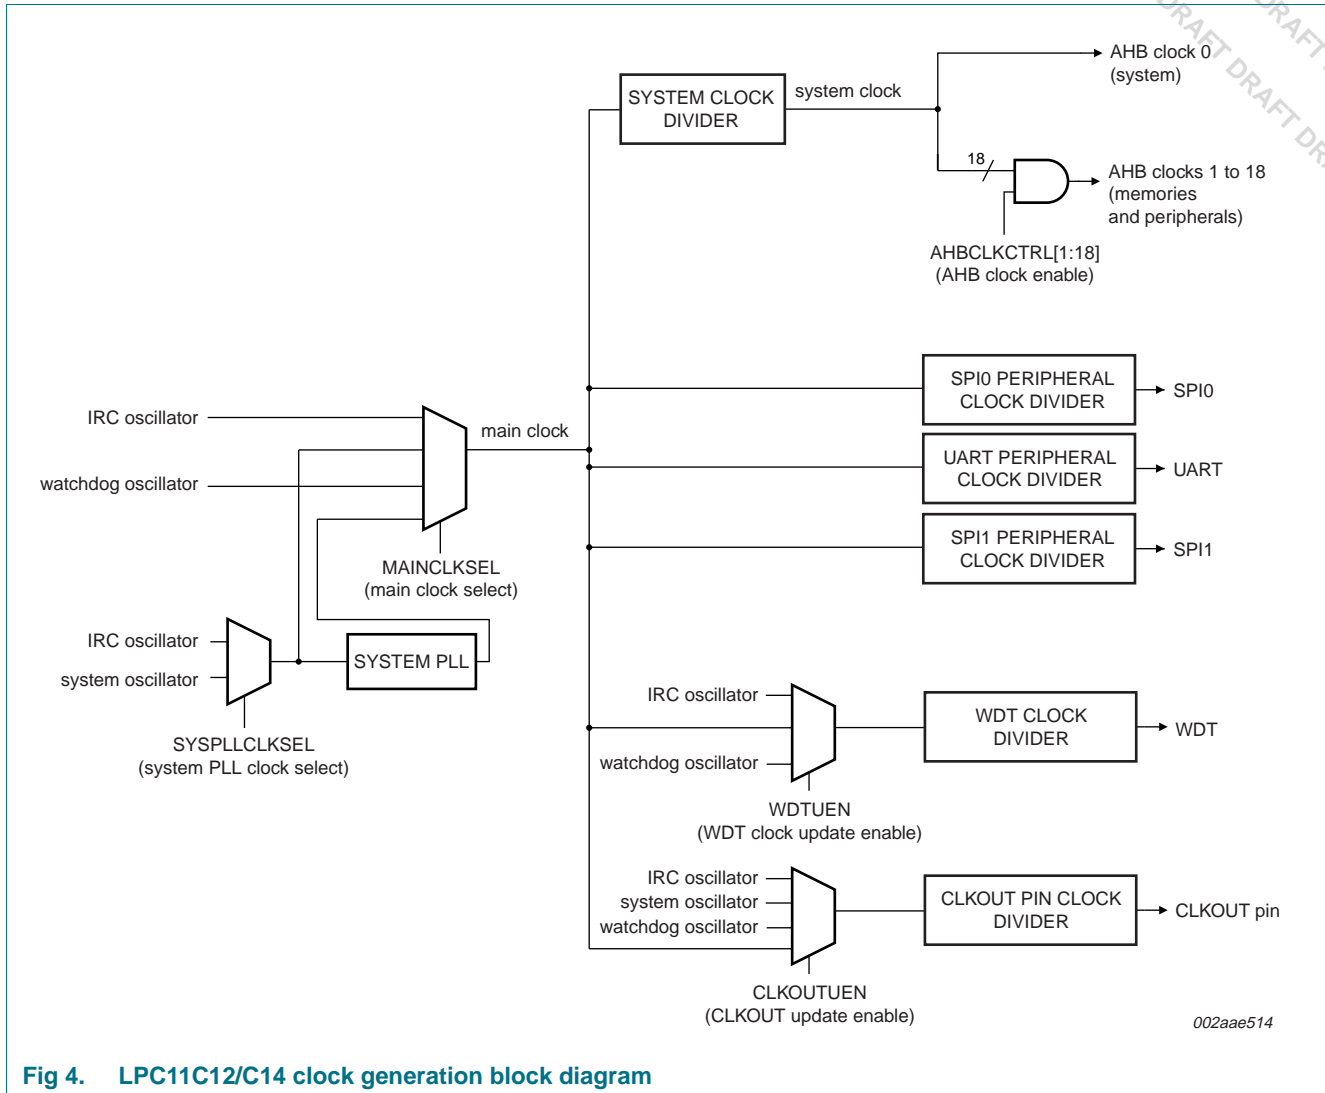 DRAFT DRAFT DRAFT
DRAFT
AHB clock 0
(system)
SYSTEM CLOCK
DIVIDER
system clock
18
AHB clocks 1 to 18
(memories
and peripherals)
AHBCLKCTRL[1:18]
(AHB clock enable)
SPI0 PERIPHERAL
CLOCK DIVIDER
SPI0
IRC oscillator
main clock
UART PERIPHERAL
CLOCK DIVIDER
UART
watchdog oscillator
SPI1 PERIPHERAL
CLOCK DIVIDER
SPI1
MAINCLKSEL
(main clock select)
IRC oscillator
system oscillator
SYSTEM PLL
SYSPLLCLKSEL
(system PLL clock select)
IRC oscillator
watchdog oscillator
WDT CLOCK
DIVIDER
WDT
WDTUEN
(WDT clock update enable)
IRC oscillator
system oscillator
watchdog oscillator
CLKOUT PIN CLOCK
DIVIDER
CLKOUT pin
CLKOUTUEN
(CLKOUT update enable)
002aae514
Fig 4. LPC11C12/C14 clock generation block diagram